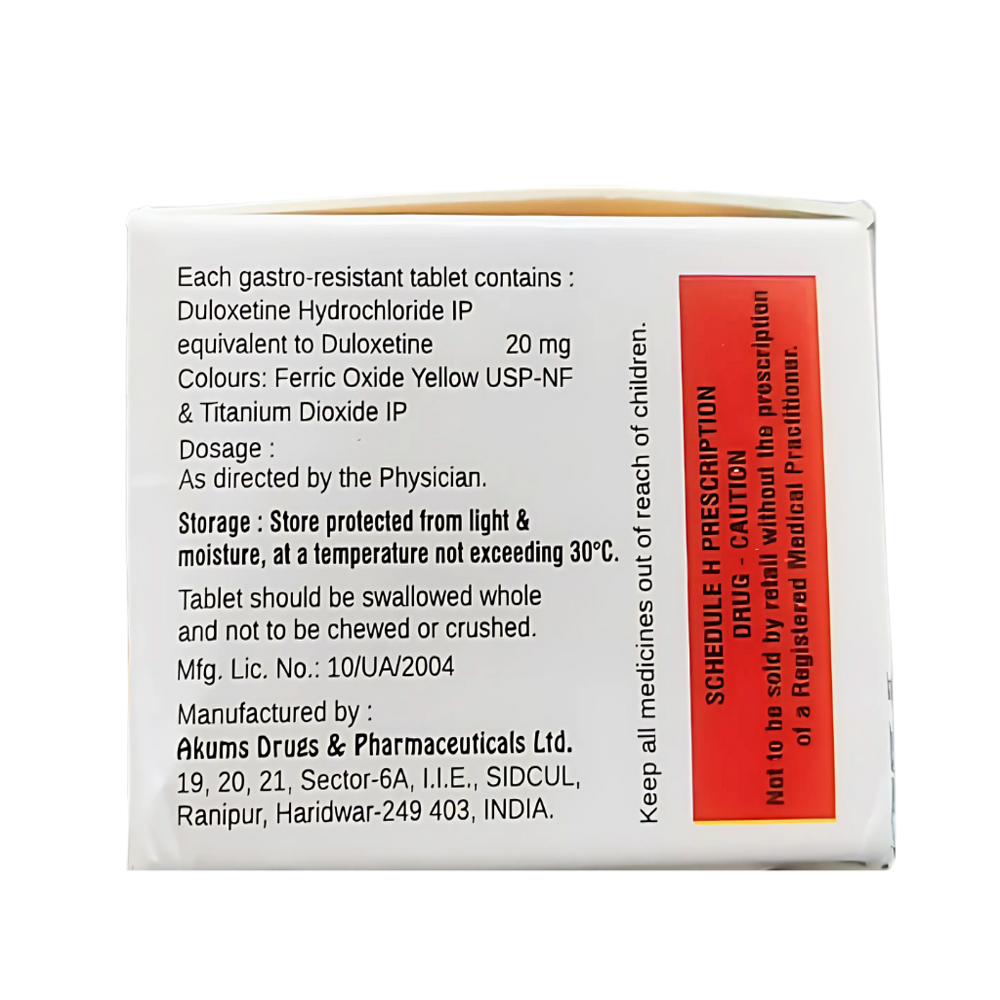 Each gastro-resistant tablet contains :
Duloxetine Hydrochloride IP
equivalent to Duloxetine 20 mg
Colours: Ferric Oxide Yellow USP-NF
& Titanium Dioxide IP
Dosage :
As directed by the Physician.
Storage : Store protected from light &
moisture, at a temperature not exceeding 30°C.
Tablet should be swallowed whole
and not to be chewed or crushed.
Mfg. Lic. No.: 10/UA/2004
Manufactured by :
Akums Drugs & Pharmaceuticals Ltd.
19, 20, 21, Sector-6A, I.I.E., SIDCUL,
Ranipur, Haridwar-249 403, INDIA.
Keep all medicines out of reach of children.
SCHEDULE H PRESCRIPTION
DRUG - CAUTION
Not to be sold by retail without the prescription
of a Registered Medical Practitioner.